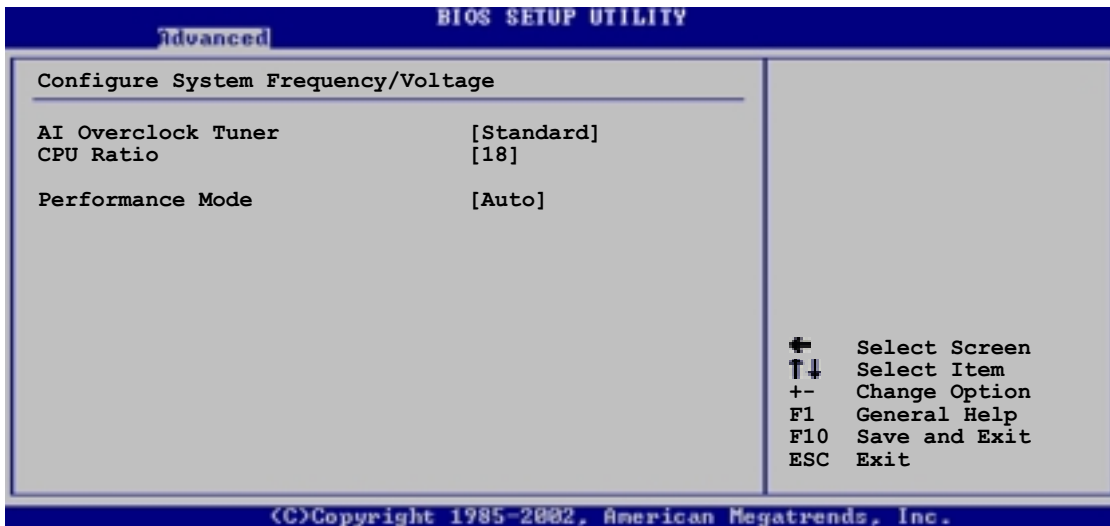 BIOS SETUP UTILITY
Advanced
Configure System Frequency/Voltage
AI Overclock Tuner [Standard]
CPU Ratio [18]
Performance Mode [Auto]
← Select Screen
↑↓ Select Item
+- Change Option
F1 General Help
F10 Save and Exit
ESC Exit
(C)Copyright 1985-2002, American Megatrends, Inc.